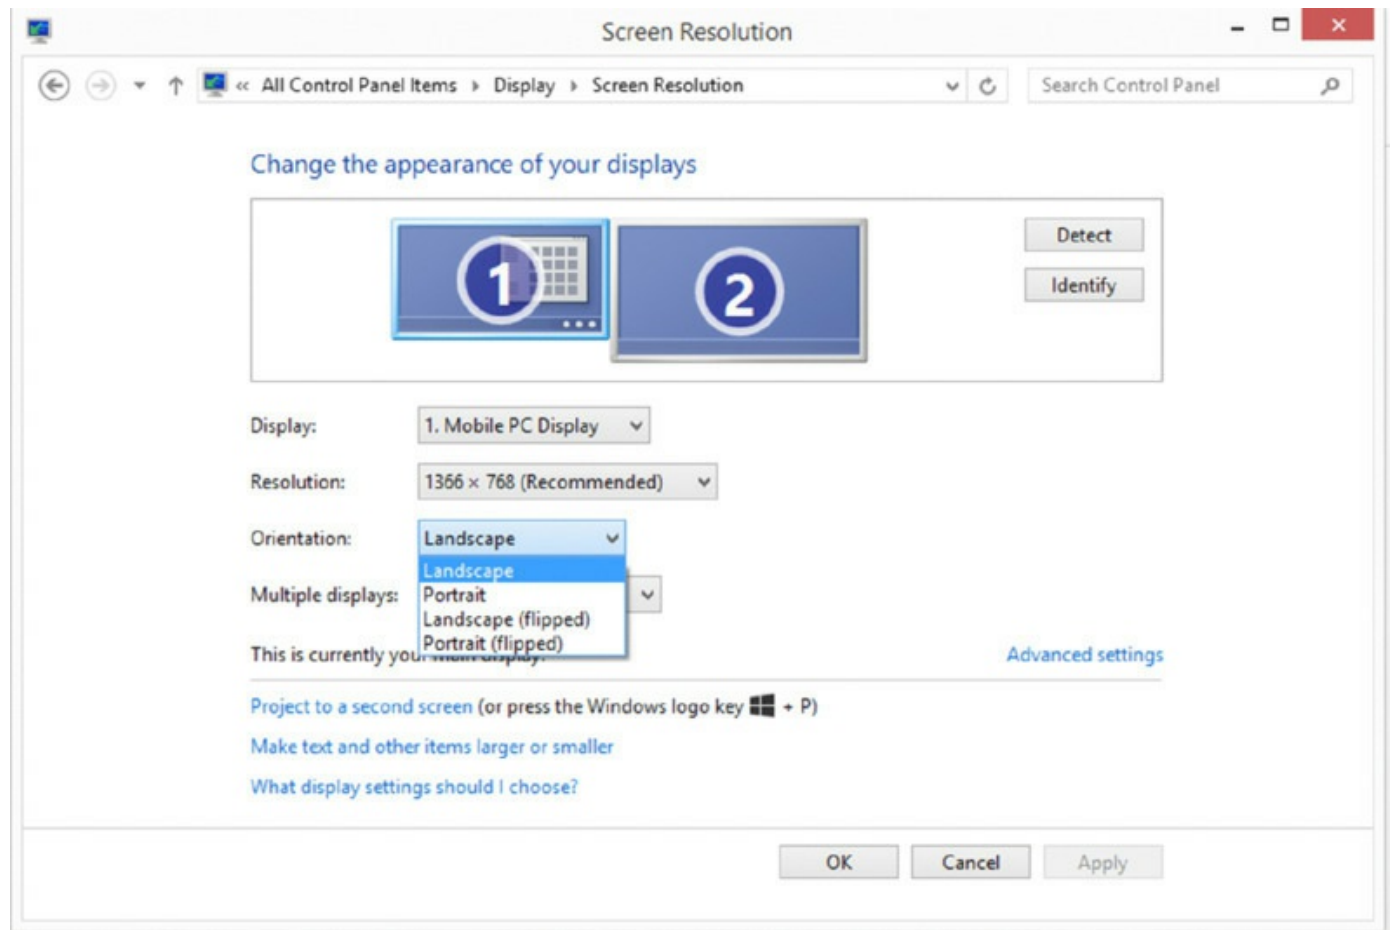 Screen Resolution
« All Control Panel Items Display Screen Resolution
Search Control Panel
Change the appearance of your displays
1
2
Detect
Identify
Display:
1. Mobile PC Display
Resolution:
1366 × 768 (Recommended)
Orientation:
Landscape
Landscape
Portrait
Landscape (flipped)
Portrait (flipped)
Multiple displays:
This is currently your main display.
Advanced settings
Project to a second screen (or press the Windows logo key + P)
Make text and other items larger or smaller
What display settings should I choose?
OK
Cancel
Apply